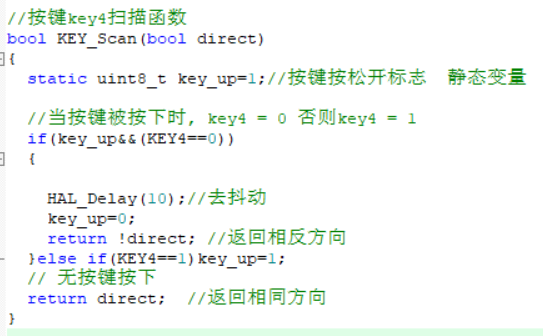 //按键key4扫描函数
bool KEY_Scan(bool direct)
{
static uint8_t key_up=1;//按键按松开标志 静态变量
//当按键被按下时, key4 = 0 否则key4 = 1
if(key_up&&(KEY4==0))
{
HAL_Delay(10);//去抖动
key_up=0;
return !direct; //返回相反方向
}else if(KEY4==1)key_up=1;
// 无按键按下
return direct; //返回相同方向
}